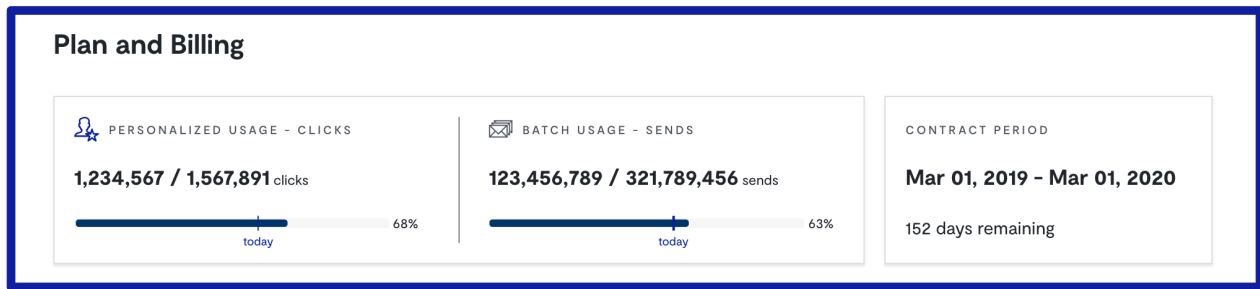 Plan and Billing
PERSONALIZED USAGE - CLICKS
1,234,567 / 1,567,891 clicks
68%
today
BATCH USAGE - SENDS
123,456,789 / 321,789,456 sends
63%
today
CONTRACT PERIOD
Mar 01, 2019 - Mar 01, 2020
152 days remaining